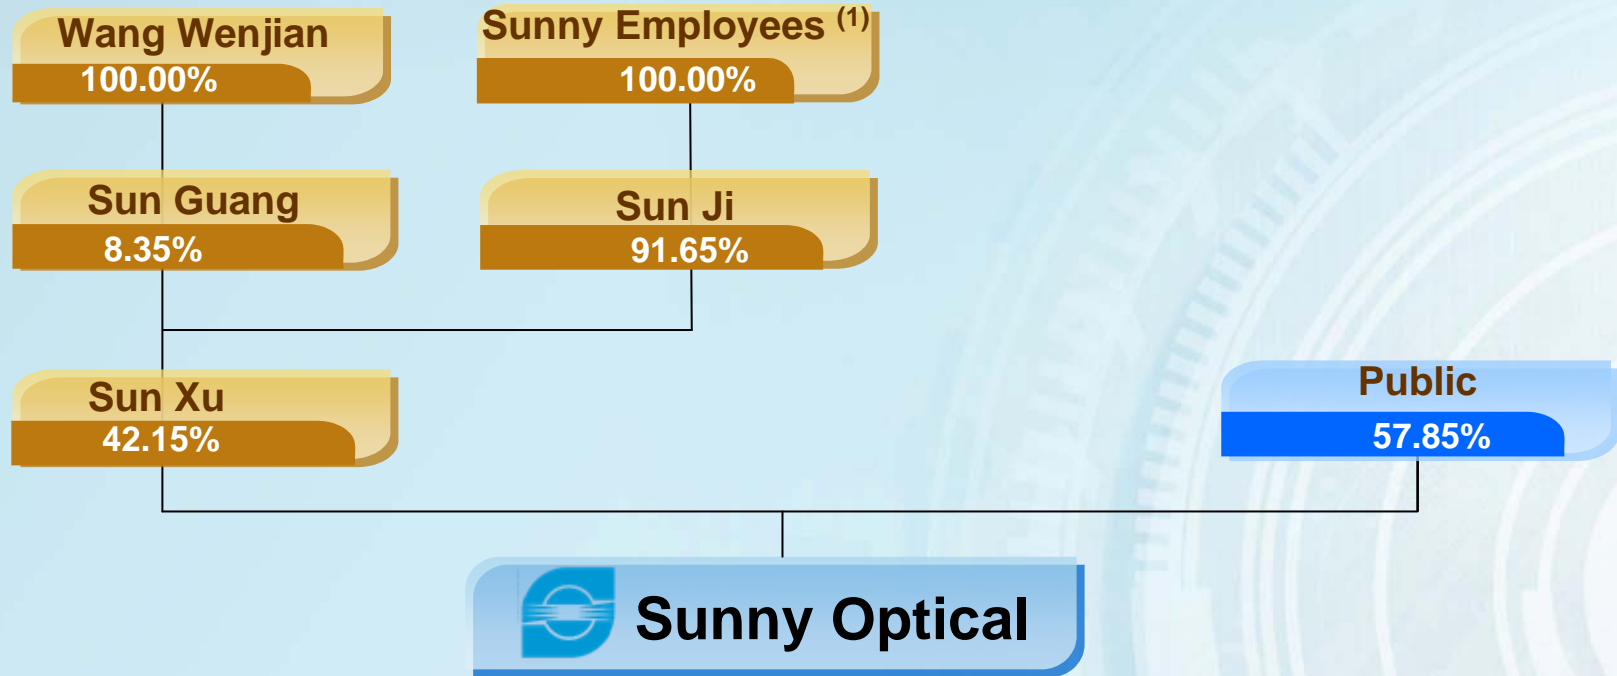 Wang Wenjian
100.00%
Sunny Employees (1)
100.00%
Sun Guang
8.35%
Sun Ji
91.65%
Sun Xu
42.15%
Public
57.85%
Sunny Optical